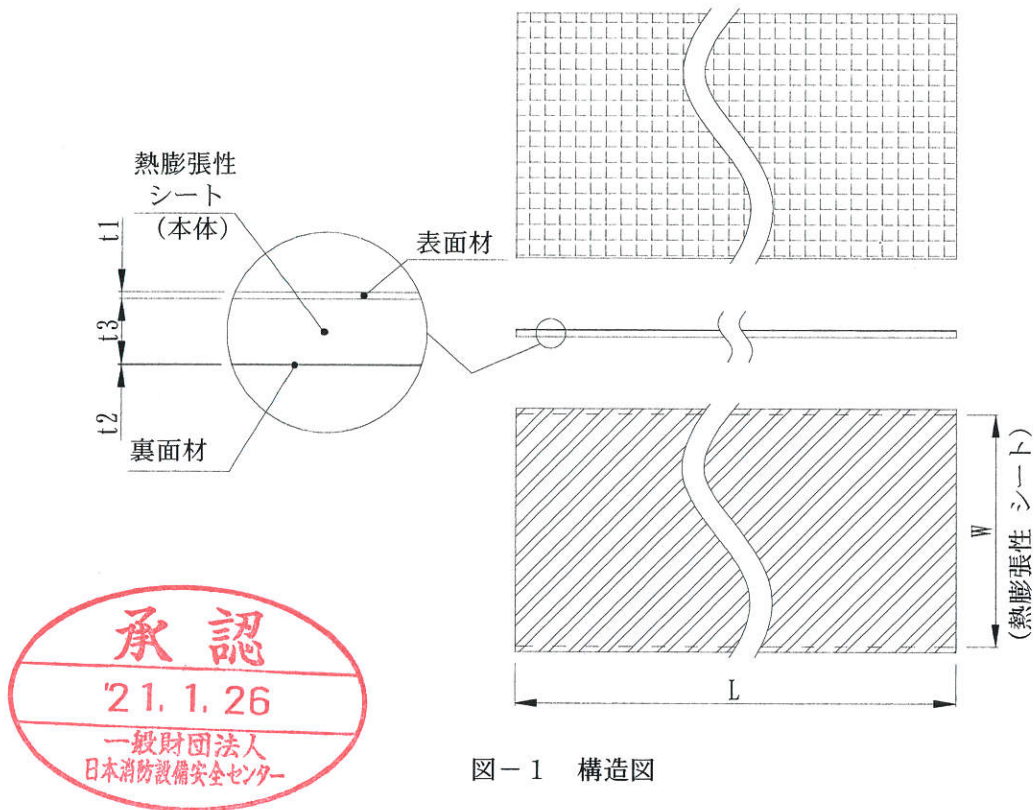 熱膨張性
シート
(本体)
表面材
t1
t3
t2
裏面材
W
(熱膨張性 シート)
L
承認
'21.1.26
一般財団法人
日本消防設備安全センター
図-1 構造図